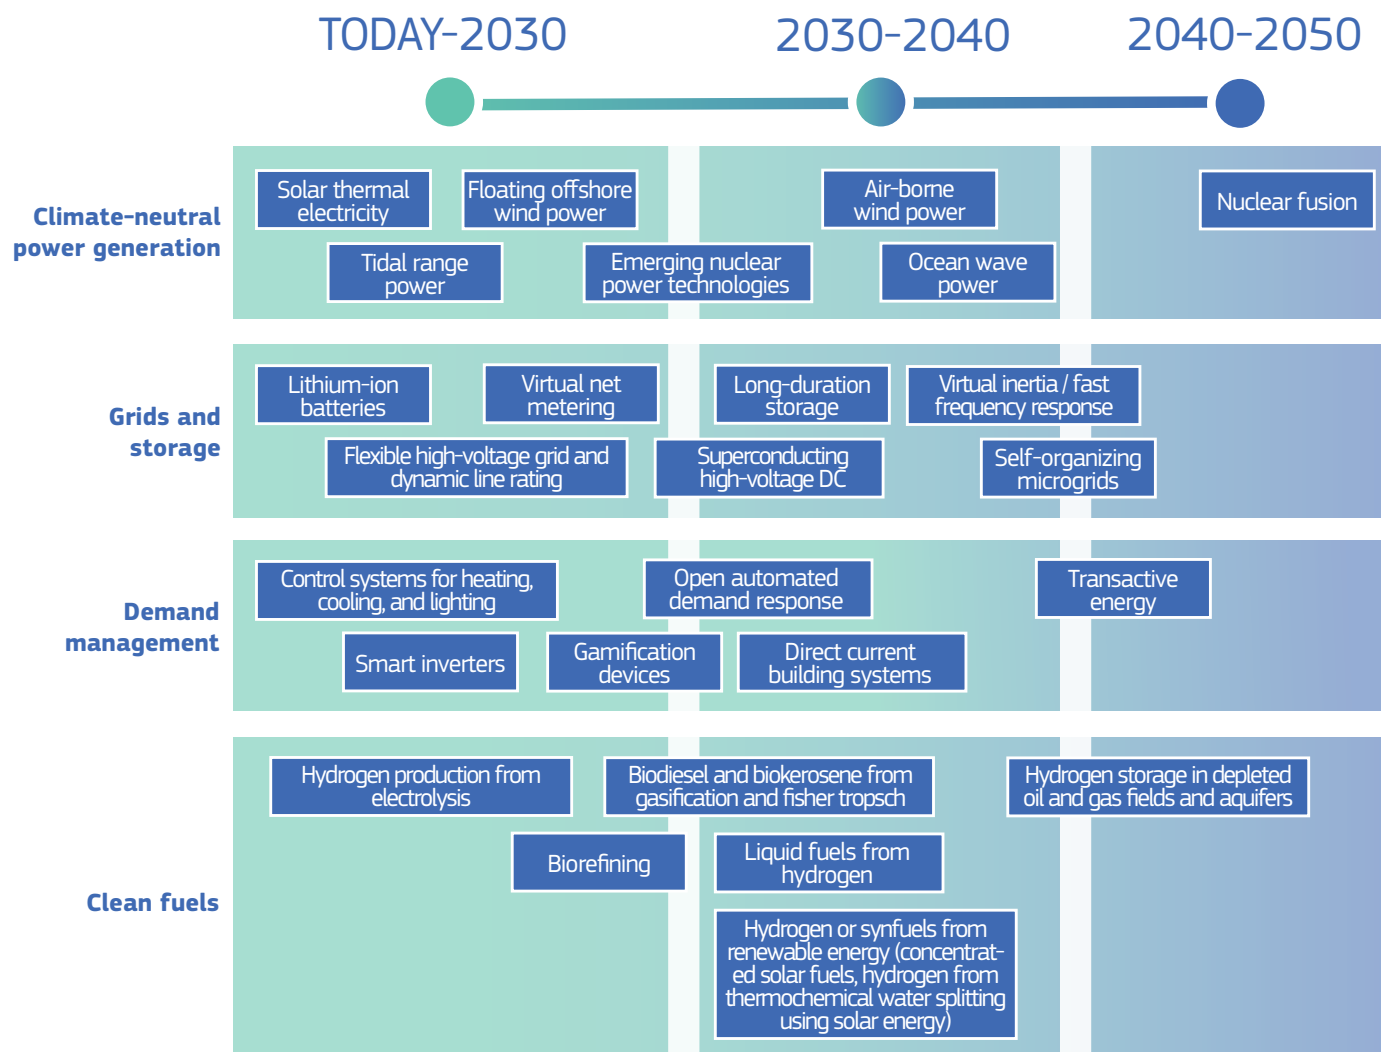 TODAY-2030
2030-2040
2040-2050
Climate-neutral
power generation
Solar thermal
electricity
Floating offshore
wind power
Air-borne
wind power
Nuclear fusion
Tidal range
power
Emerging nuclear
power technologies
Ocean wave
power
Grids and
storage
Lithium-ion
batteries
Virtual net
metering
Long-duration
storage
Virtual inertia / fast
frequency response
Flexible high-voltage grid and
dynamic line rating
Superconducting
high-voltage DC
Self-organizing
microgrids
Demand
management
Control systems for heating,
cooling, and lighting
Open automated
demand response
Transactive
energy
Smart inverters
Gamification
devices
Direct current
building systems
Clean fuels
Hydrogen production from
electrolysis
Biodiesel and biokerosene from
gasification and fisher tropsch
Hydrogen storage in depleted
oil and gas fields and aquifers
Biorefining
Liquid fuels from
hydrogen
Hydrogen or synfuels from
renewable energy (concentrat-
ed solar fuels, hydrogen from
thermochemical water splitting
using solar energy)